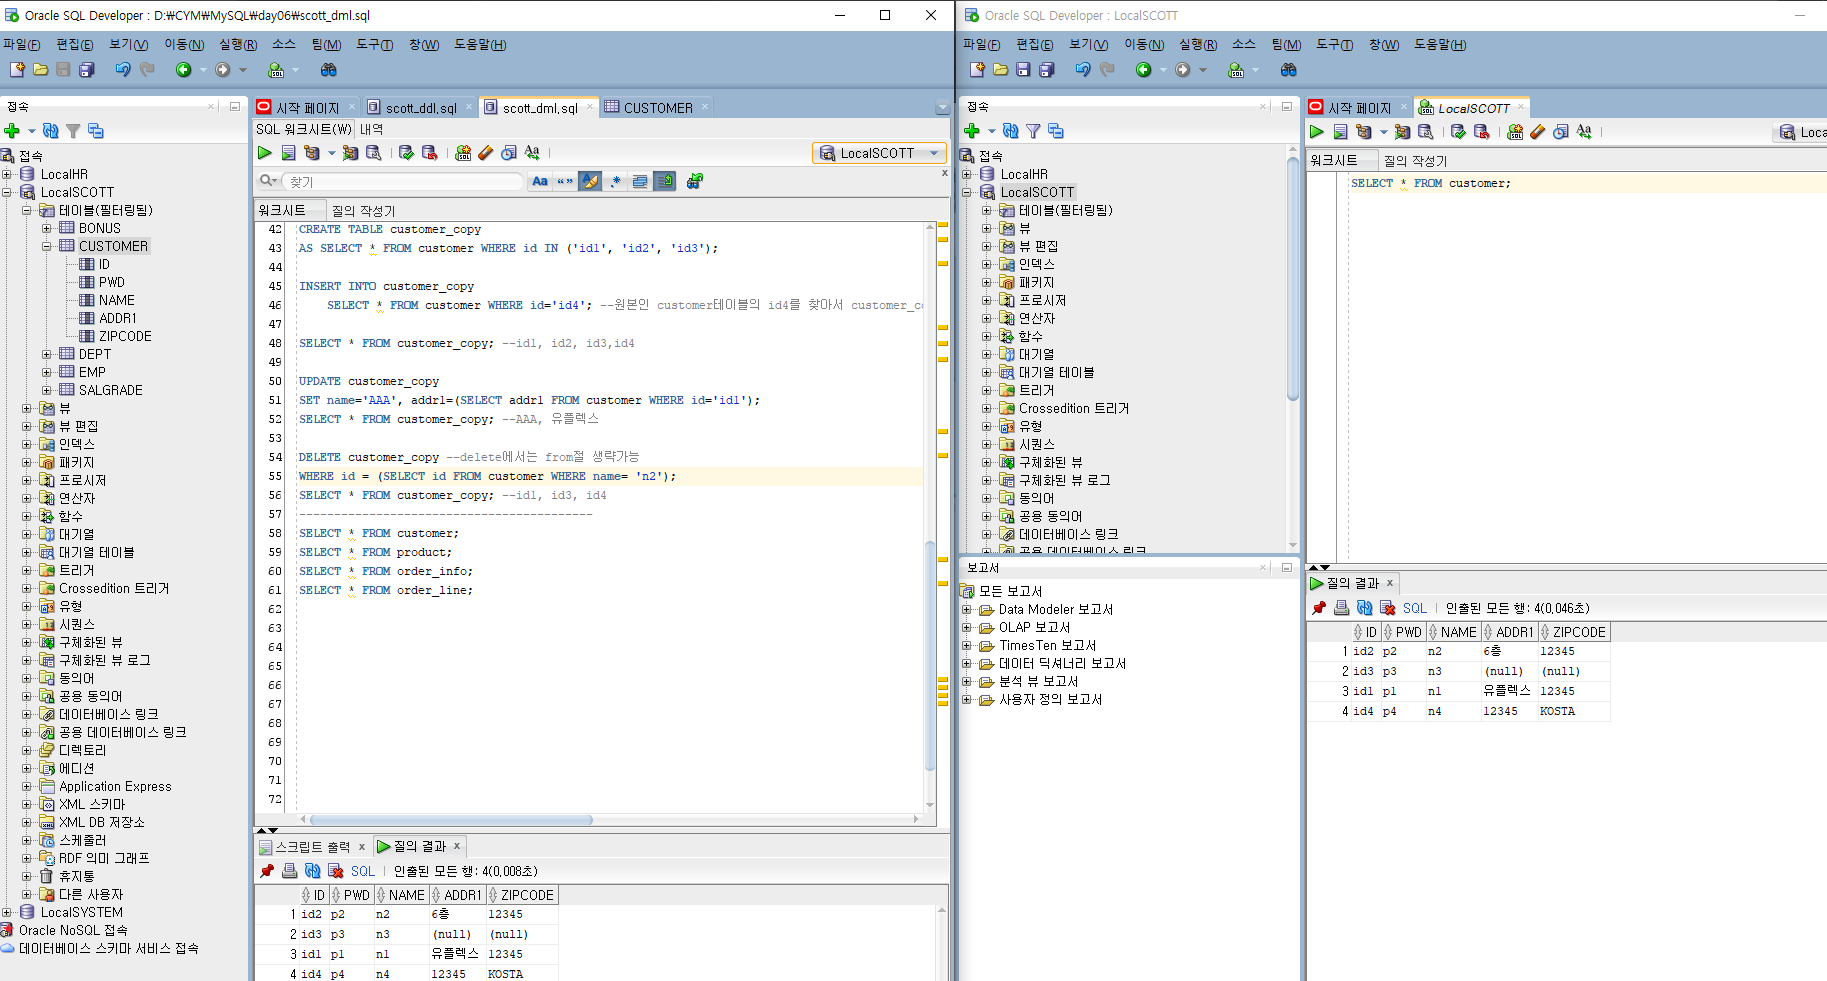 Oracle SQL Developer : D:₩CYM₩MySQL₩day06₩scott_dml.sql
파일(F) 편집(E) 보기(V) 이동(N) 실행(R) 소스 팀(M) 도구(T) 창(W) 도움말(H)
접속
접속
LocalHR
LocalSCOTT
테이블(필터링됨)
BONUS
CUSTOMER
ID
PWD
NAME
ADDR1
ZIPCODE
DEPT
EMP
SALGRADE
뷰
뷰 편집
인덱스
패키지
프로시저
연산자
함수
대기열
대기열 테이블
트리거
Crossedition 트리거
유형
시퀀스
구체화된 뷰
구체화된 뷰 로그
동의어
공용 동의어
데이터베이스 링크
공용 데이터베이스 링크
디렉토리
에디션
Application Express
XML 스키마
XML DB 저장소
스케줄러
RDF 의미 그래프
휴지통
다른 사용자
LocalSYSTEM
Oracle NoSQL 접속
데이터베이스 스키마 서비스 접속
시작 페이지 scott_ddl.sql scott_dml.sql CUSTOMER
SQL 워크시트(W) 내역
LocalSCOTT
찾기
Aa “” .*
워크시트 질의 작성기
42 CREATE TABLE customer_copy
43 AS SELECT * FROM customer WHERE id IN ('id1', 'id2', 'id3');
44
45 INSERT INTO customer_copy
46 SELECT * FROM customer WHERE id='id4'; --원본인 customer테이블의 id4를 찾아서 customer_co
47
48 SELECT * FROM customer_copy; --id1, id2, id3,id4
49
50 UPDATE customer_copy
51 SET name='AAA', addr1=(SELECT addr1 FROM customer WHERE id='id1');
52 SELECT * FROM customer_copy; --AAA, 유플렉스
53
54 DELETE customer_copy --delete에서는 from절 생략가능
55 WHERE id = (SELECT id FROM customer WHERE name= 'n2');
56 SELECT * FROM customer_copy; --id1, id3, id4
57 ------------------------------------------
58 SELECT * FROM customer;
59 SELECT * FROM product;
60 SELECT * FROM order_info;
61 SELECT * FROM order_line;
62
63
64
65
66
67
68
69
70
71
72
스크립트 출력 질의 결과
SQL 인출된 모든 행: 4(0,008초)
ID PWD NAME ADDR1 ZIPCODE
1 id2 p2 n2 6층 12345
2 id3 p3 n3 (null) (null)
3 id1 p1 n1 유플렉스 12345
4 id4 p4 n4 12345 KOSTA
Oracle SQL Developer : LocalSCOTT
파일(F) 편집(E) 보기(V) 이동(N) 실행(R) 소스 팀(M) 도구(T) 창(W) 도움말(H)
접속
접속
LocalHR
LocalSCOTT
테이블(필터링됨)
뷰
뷰 편집
인덱스
패키지
프로시저
연산자
함수
대기열
대기열 테이블
트리거
Crossedition 트리거
유형
시퀀스
구체화된 뷰
구체화된 뷰 로그
동의어
공용 동의어
데이터베이스 링크
공용 데이터베이스 링크
보고서
모든 보고서
Data Modeler 보고서
OLAP 보고서
TimesTen 보고서
데이터 딕셔너리 보고서
분석 뷰 보고서
사용자 정의 보고서
시작 페이지 LocalSCOTT
Loca
워크시트 질의 작성기
SELECT * FROM customer;
질의 결과
SQL 인출된 모든 행: 4(0,046초)
ID PWD NAME ADDR1 ZIPCODE
1 id2 p2 n2 6층 12345
2 id3 p3 n3 (null) (null)
3 id1 p1 n1 유플렉스 12345
4 id4 p4 n4 12345 KOSTA